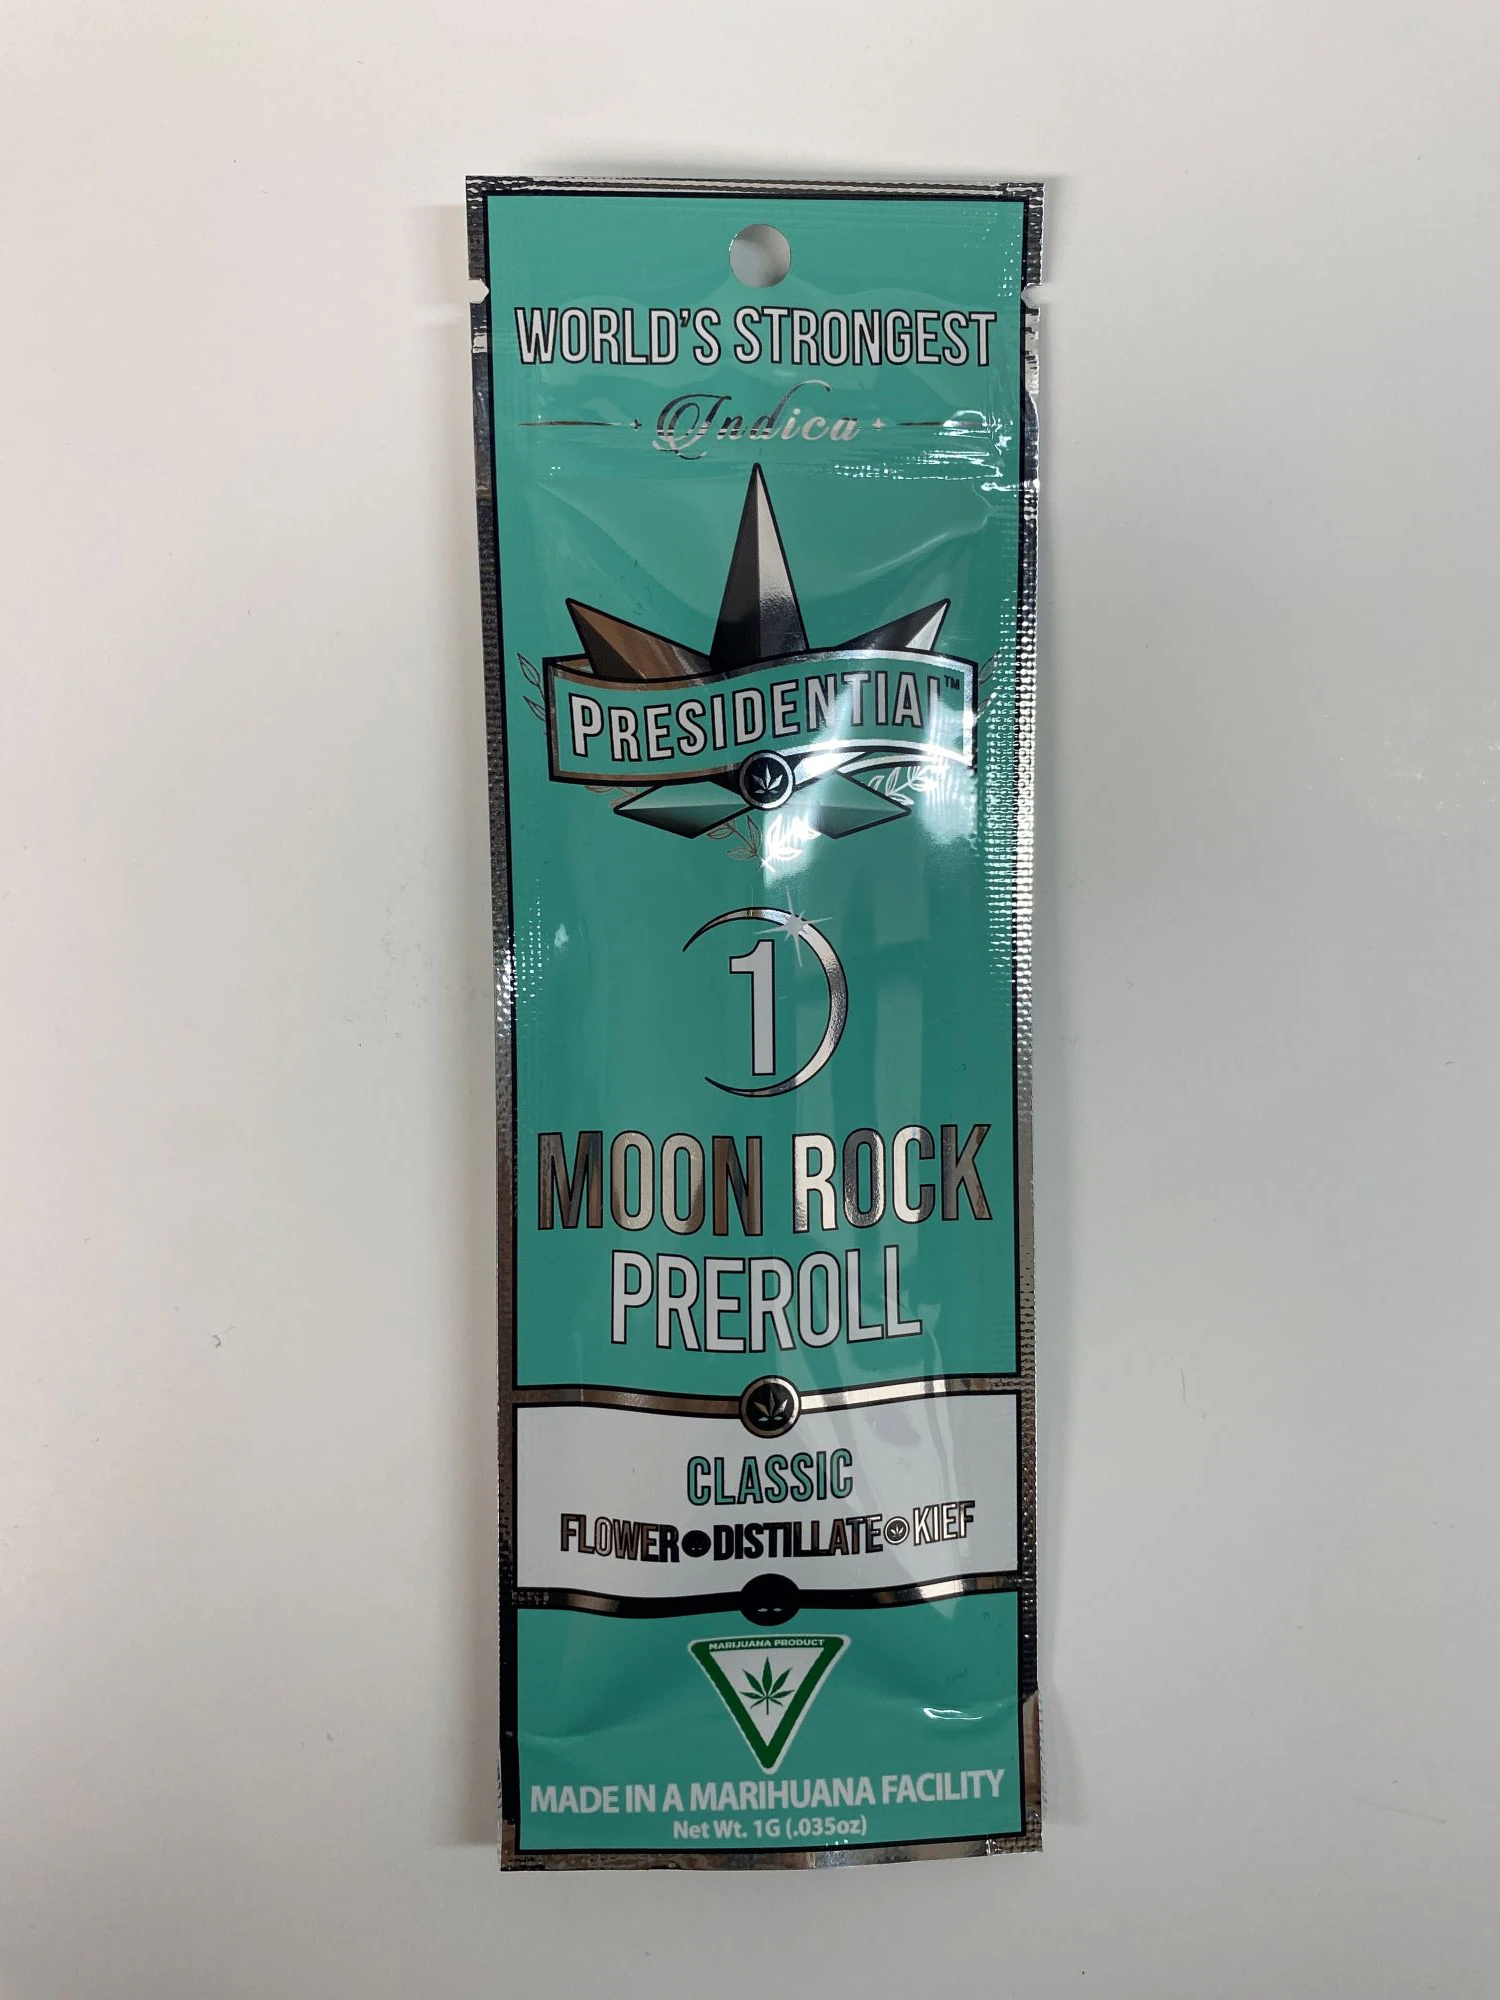 WORLD'S STRONGEST
Indica
PRESIDENTIAL™
1
MOON ROCK
PREROLL
CLASSIC
FLOWER DISTILLATE KIEF
MARIJUANA PRODUCT
MADE IN A MARIHUANA FACILITY
Net Wt. 1G (.035oz)